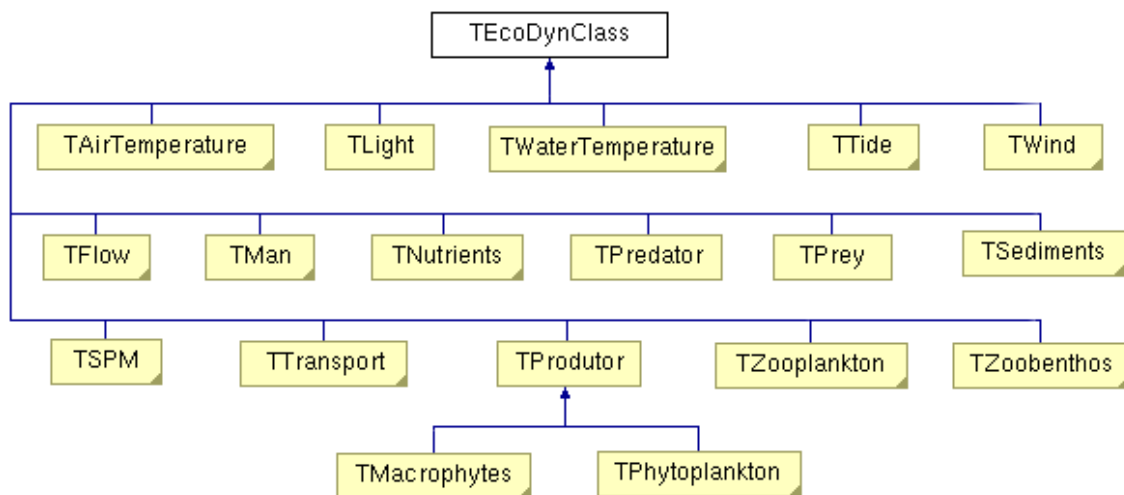 TEcoDynClass
TAirTemperature
TLight
TWaterTemperature
TTide
TWind
TFlow
TMan
TNutrients
TPredator
TPrey
TSediments
TSPM
TTransport
TProdutor
TZooplankton
TZoobenthos
TMacrophytes
TPhytoplankton